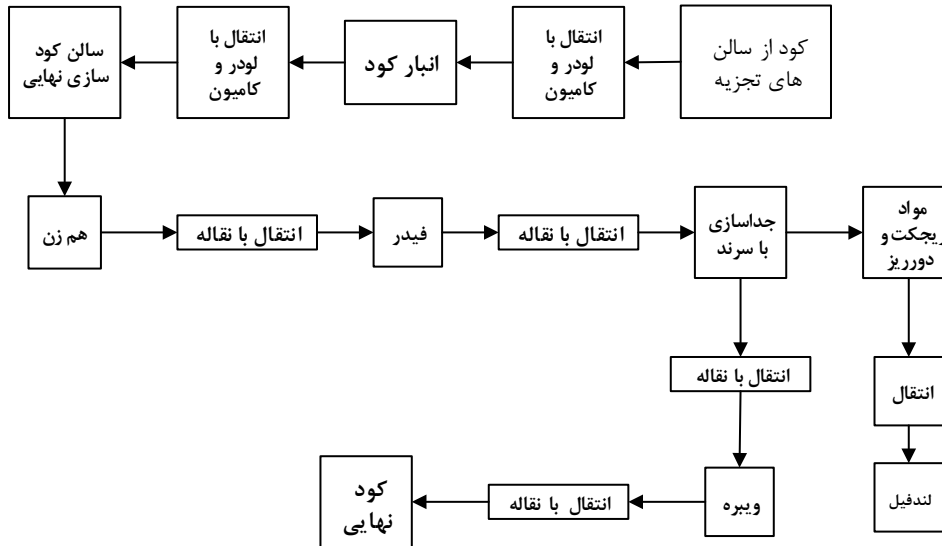 کود از سالن
های تجزیه
انتقال با
لودر و
کامیون
انبار کود
انتقال با
لودر و
کامیون
سالن کود
سازی نهایی
هم زن
انتقال با نقاله
فیدر
انتقال با نقاله
جداسازی
با سرند
مواد
ریجکت و
دورریز
انتقال با نقاله
انتقال
لندفیل
ویبره
انتقال با نقاله
کود
نهایی